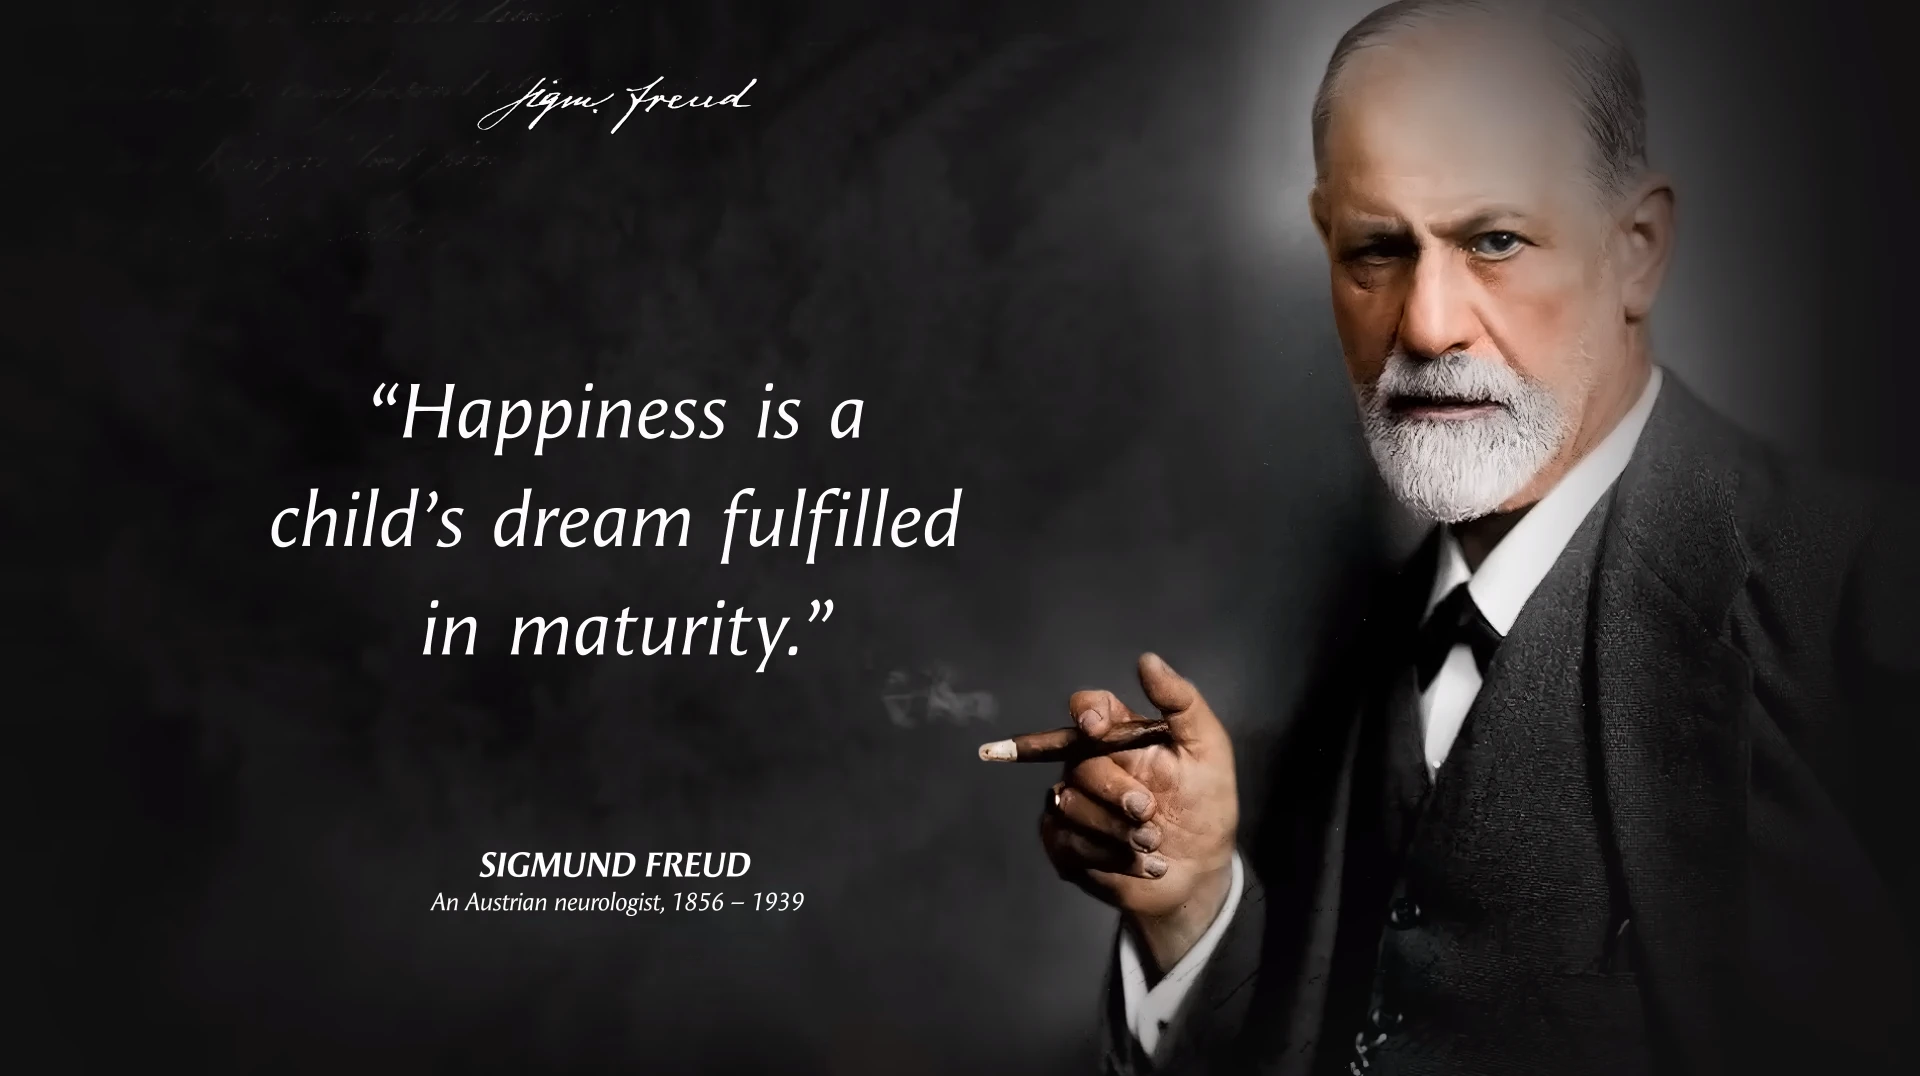 Sigm. Freud
“Happiness is a
child’s dream fulfilled
in maturity.”
SIGMUND FREUD
An Austrian neurologist, 1856 – 1939